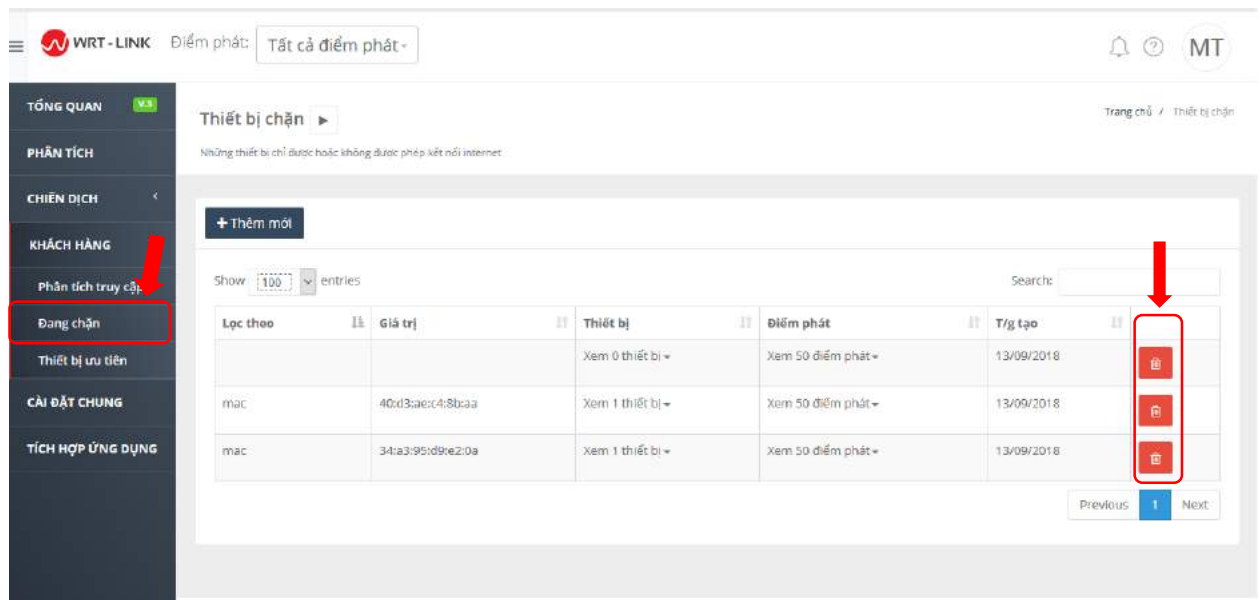 WRT-LINK Điểm phát: Tất cả điểm phát
MT
TỔNG QUAN V.3
PHÂN TÍCH
CHIẾN DỊCH
KHÁCH HÀNG
Phân tích truy cập
Đang chặn
Thiết bị ưu tiên
CÀI ĐẶT CHUNG
TÍCH HỢP ỨNG DỤNG
Thiết bị chặn
Trang chủ / Thiết bị chặn
Những thiết bị chỉ được hoặc không được phép kết nối internet
+ Thêm mới
Show 100 entries Search:
Lọc theo Giá trị Thiết bị Điểm phát T/g tạo
Xem 0 thiết bị Xem 50 điểm phát 13/09/2018
mac 40:d3:ae:c4:8b:aa Xem 1 thiết bị Xem 50 điểm phát 13/09/2018
mac 34:a3:95:d9:e2:0a Xem 1 thiết bị Xem 50 điểm phát 13/09/2018
Previous 1 Next